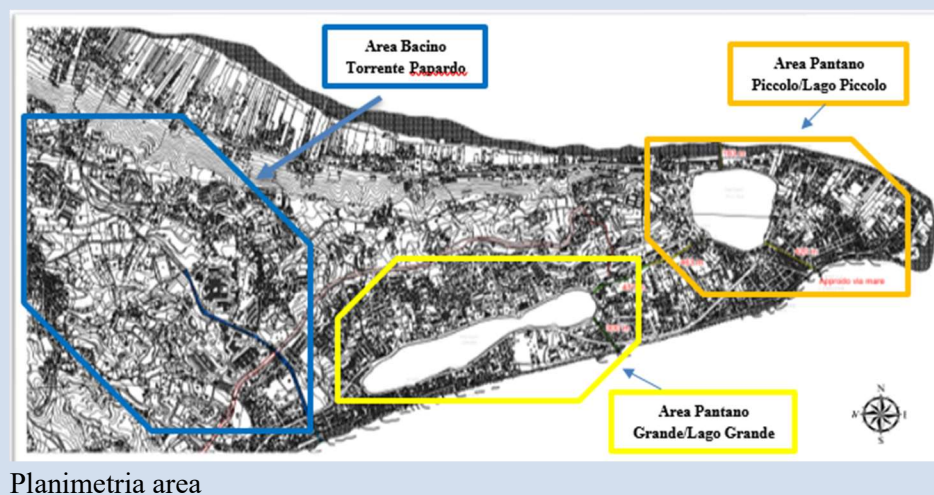 Area Bacino
Torrente Papardo
Area Pantano
Piccolo/Lago Piccolo
Approdo via mare
Area Pantano
Grande/Lago Grande
N
S
Planimetria area